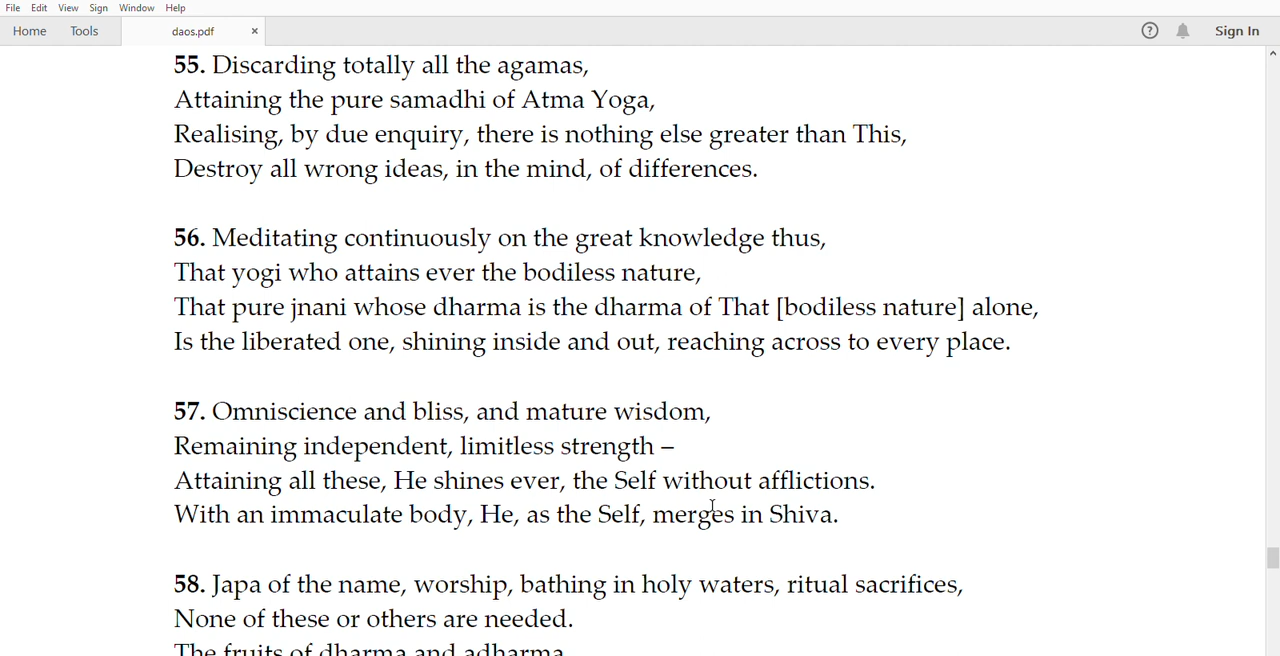 File Edit View Sign Window Help
Home Tools daos.pdf × ? Sign In
55. Discarding totally all the agamas,
Attaining the pure samadhi of Atma Yoga,
Realising, by due enquiry, there is nothing else greater than This,
Destroy all wrong ideas, in the mind, of differences.
56. Meditating continuously on the great knowledge thus,
That yogi who attains ever the bodiless nature,
That pure jnani whose dharma is the dharma of That [bodiless nature] alone,
Is the liberated one, shining inside and out, reaching across to every place.
57. Omniscience and bliss, and mature wisdom,
Remaining independent, limitless strength –
Attaining all these, He shines ever, the Self without afflictions.
With an immaculate body, He, as the Self, merges in Shiva.
58. Japa of the name, worship, bathing in holy waters, ritual sacrifices,
None of these or others are needed.
The fruits of dharma and adharma